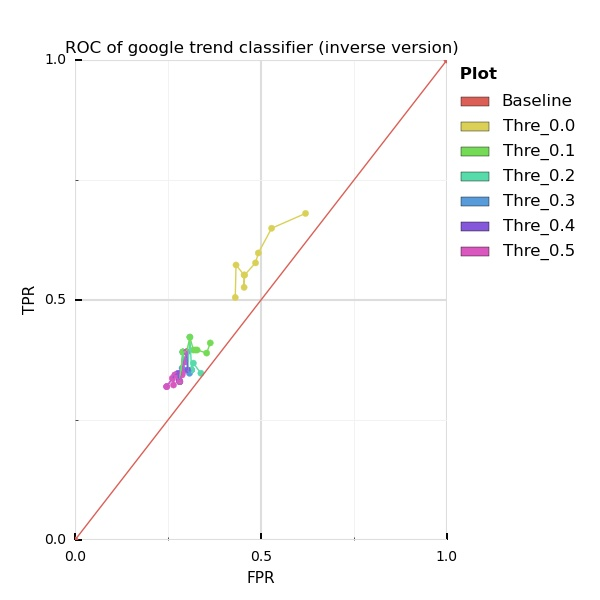 ROC of google trend classifier (inverse version)
Plot
Baseline
Thre_0.0
Thre_0.1
Thre_0.2
Thre_0.3
Thre_0.4
Thre_0.5
1.0
0.5
0.0
TPR
0.0 0.5 1.0
FPR